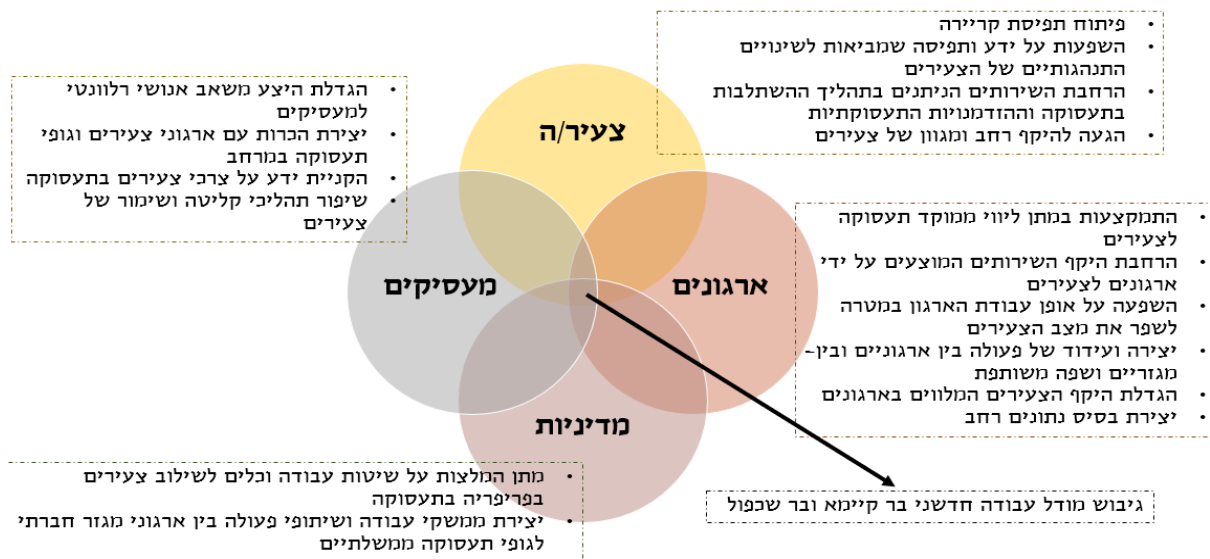 פיתוח תפיסת קריירה
השפעות על ידע ותפיסה שמביאות לשינויים
התנהגותיים של הצעירים
הרחבת השירותים הניתנים בתהליך ההשתלבות
בתעסוקה וההזדמנויות התעסוקתיות
הגעה להיקף רחב ומגוון של צעירים
הגדלת היצע משאב אנושי רלוונטי
למעסיקים
יצירת הכרות עם ארגוני צעירים וגופי
תעסוקה במרחב
הקניית ידע על צרכי צעירים בתעסוקה
שיפור תהליכי קליטה ושימור של
צעירים
צעיר/ה
ארגונים
מעסיקים
מדיניות
התמקצעות במתן ליווי ממוקד תעסוקה
לצעירים
הרחבת היקף השירותים המוצעים על ידי
ארגונים לצעירים
השפעה על אופן עבודת הארגון במטרה
לשפר את מצב הצעירים
יצירה ועידוד של פעולה בין ארגוניים ובין-
מגזריים ושפה משותפת
הגדלת היקף הצעירים המלווים בארגונים
יצירת בסיס נתונים רחב
מתן המלצות על שיטות עבודה וכלים לשילוב צעירים
בפריפריה בתעסוקה
יצירת ממשקי עבודה ושיתופי פעולה בין ארגוני מגזר חברתי
לגופי תעסוקה ממשלתיים
גיבוש מודל עבודה חדשני בר קיימא ובר שכפול